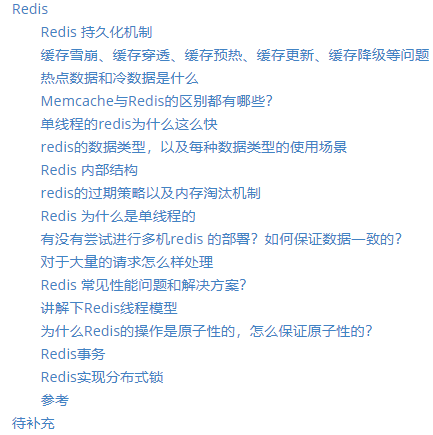 Redis
Redis 持久化机制
缓存雪崩、缓存穿透、缓存预热、缓存更新、缓存降级等问题
热点数据和冷数据是什么
Memcache与Redis的区别都有哪些？
单线程的redis为什么这么快
redis的数据类型，以及每种数据类型的使用场景
Redis 内部结构
redis的过期策略以及内存淘汰机制
Redis 为什么是单线程的
有没有尝试进行多机redis 的部署？如何保证数据一致的？
对于大量的请求怎么样处理
Redis 常见性能问题和解决方案？
讲解下Redis线程模型
为什么Redis的操作是原子性的，怎么保证原子性的？
Redis事务
Redis实现分布式锁
参考
待补充